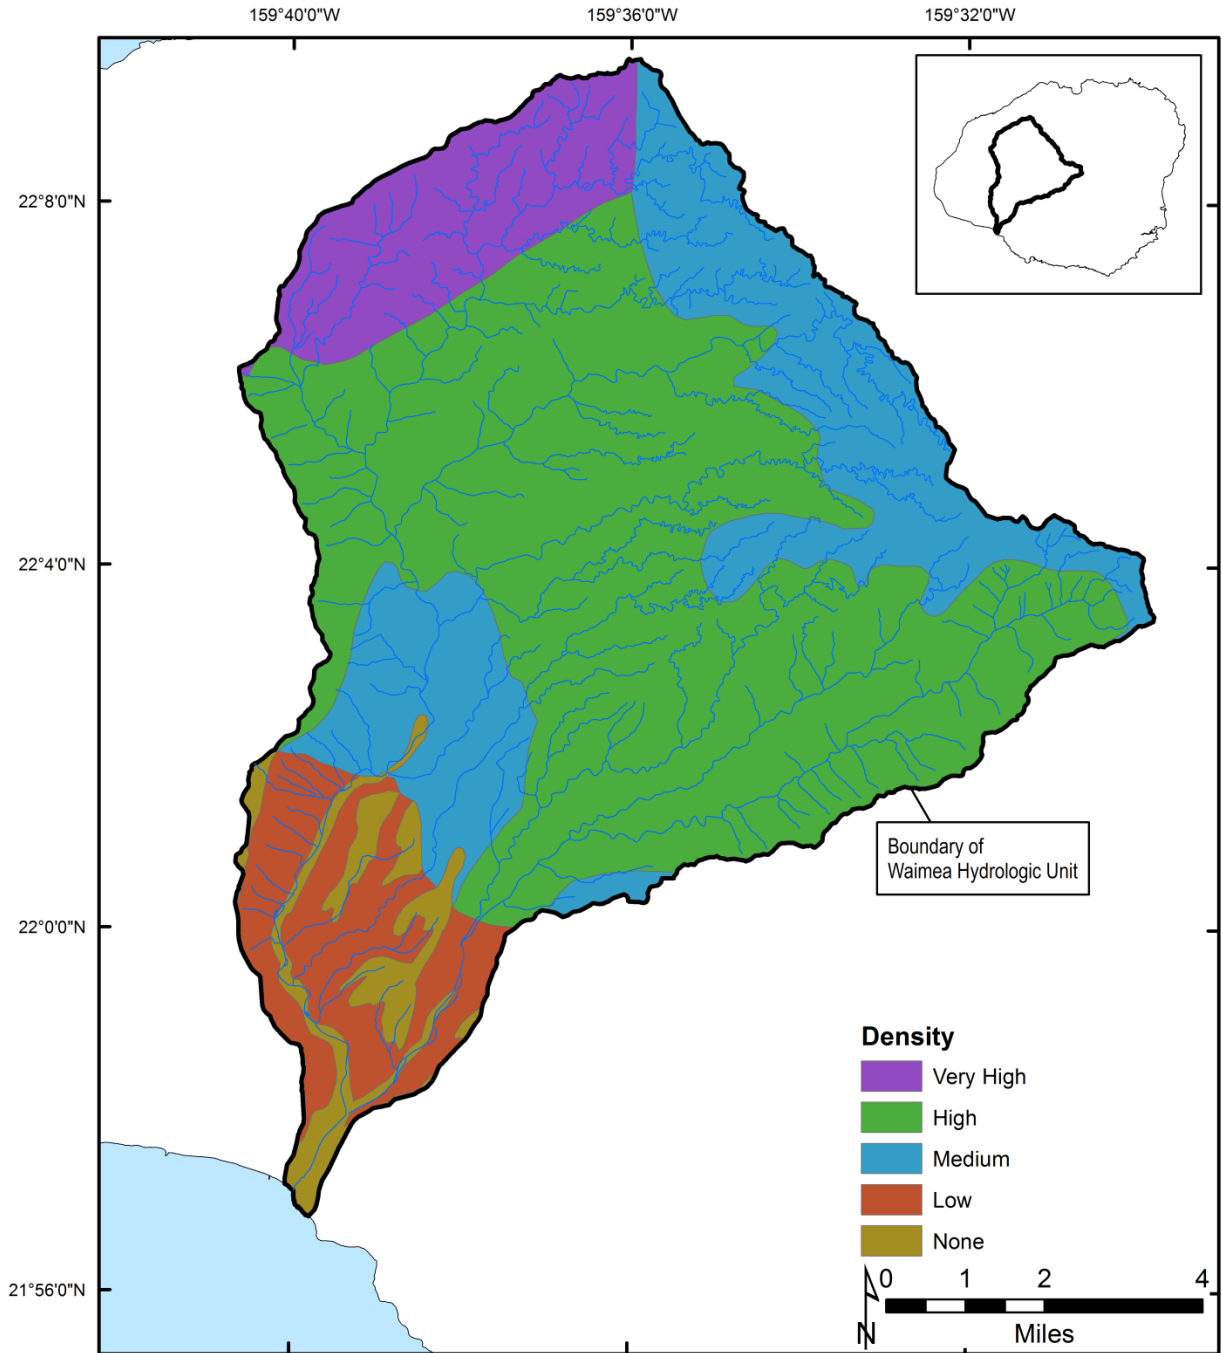 159°40'0"W 159°36'0"W 159°32'0"W
22°8'0"N
22°4'0"N
Boundary of
Waimea Hydrologic Unit
22°0'0"N
Density
Very High
High
Medium
Low
None
21°56'0"N
0 1 2 4
N Miles